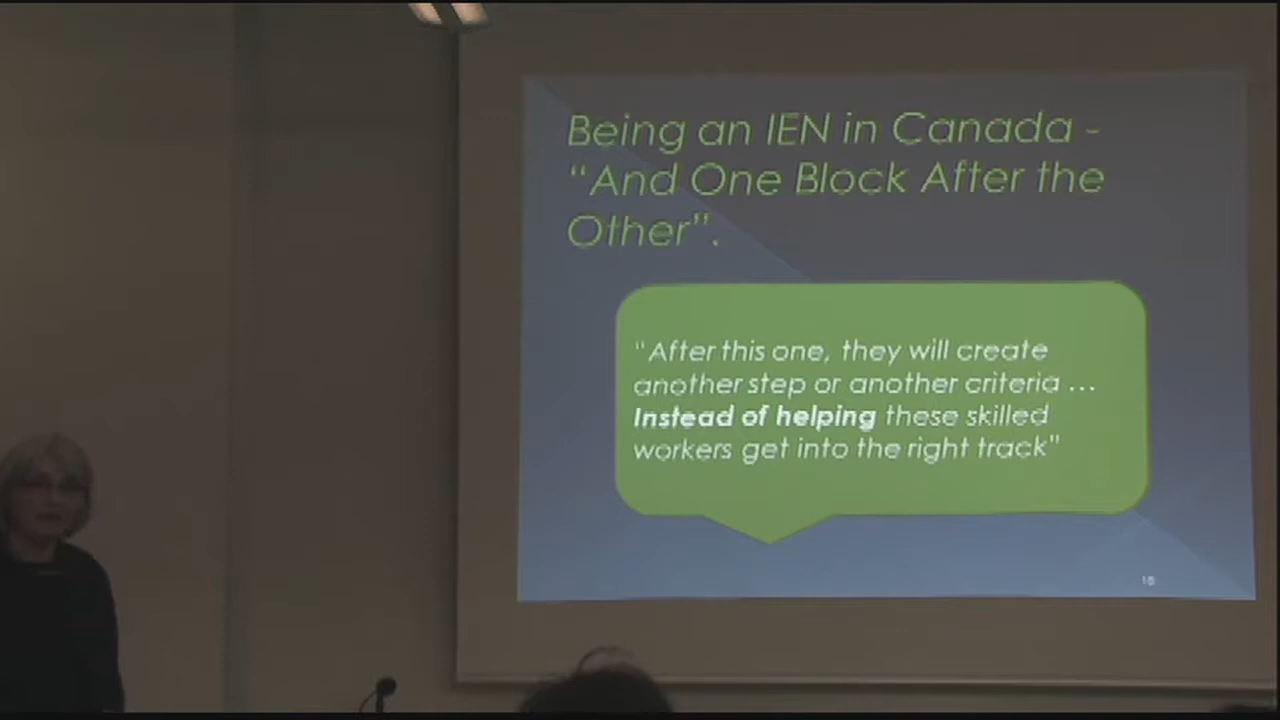 Being an IEN in Canada -
“And One Block After the
Other”.
"After this one, they will create
another step or another criteria ...
Instead of helping these skilled
workers get into the right track"